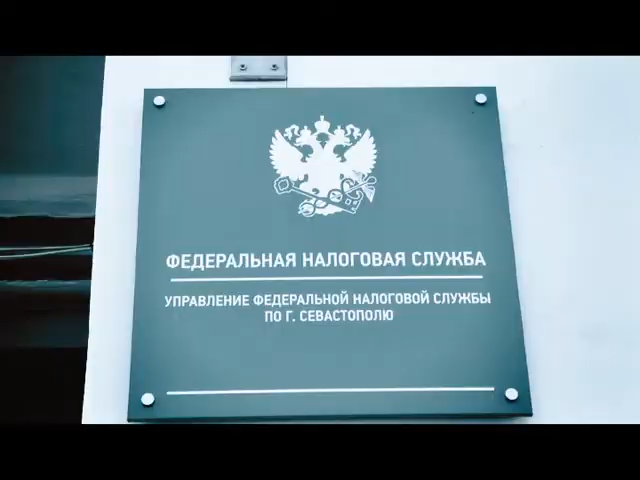 ФЕДЕРАЛЬНАЯ НАЛОГОВАЯ СЛУЖБА
УПРАВЛЕНИЕ ФЕДЕРАЛЬНОЙ НАЛОГОВОЙ СЛУЖБЫ
ПО Г. СЕВАСТОПОЛЮ